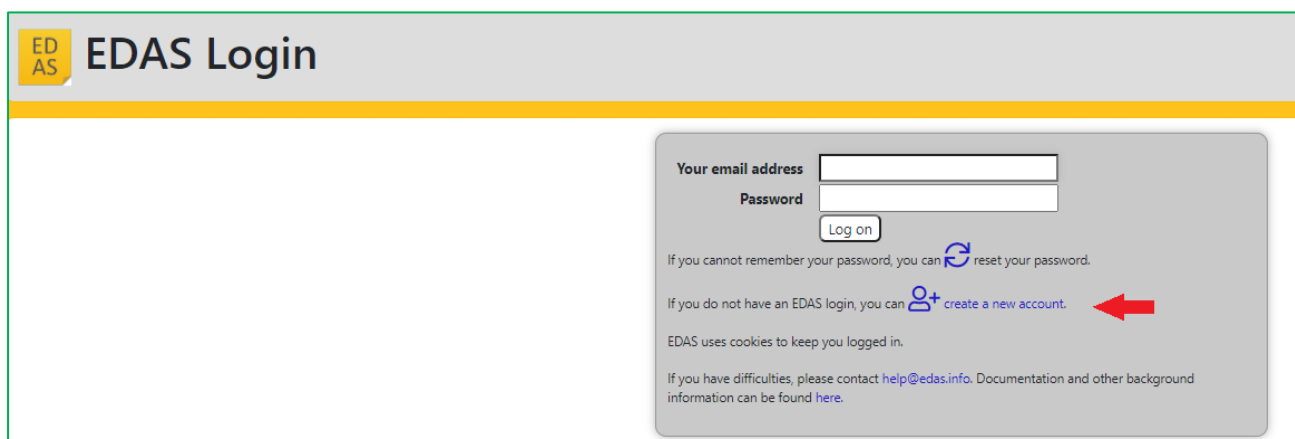 ED
AS
EDAS Login
Your email address
Password
Log on
If you cannot remember your password, you can reset your password.
If you do not have an EDAS login, you can create a new account.
EDAS uses cookies to keep you logged in.
If you have difficulties, please contact help@edas.info. Documentation and other background
information can be found here.